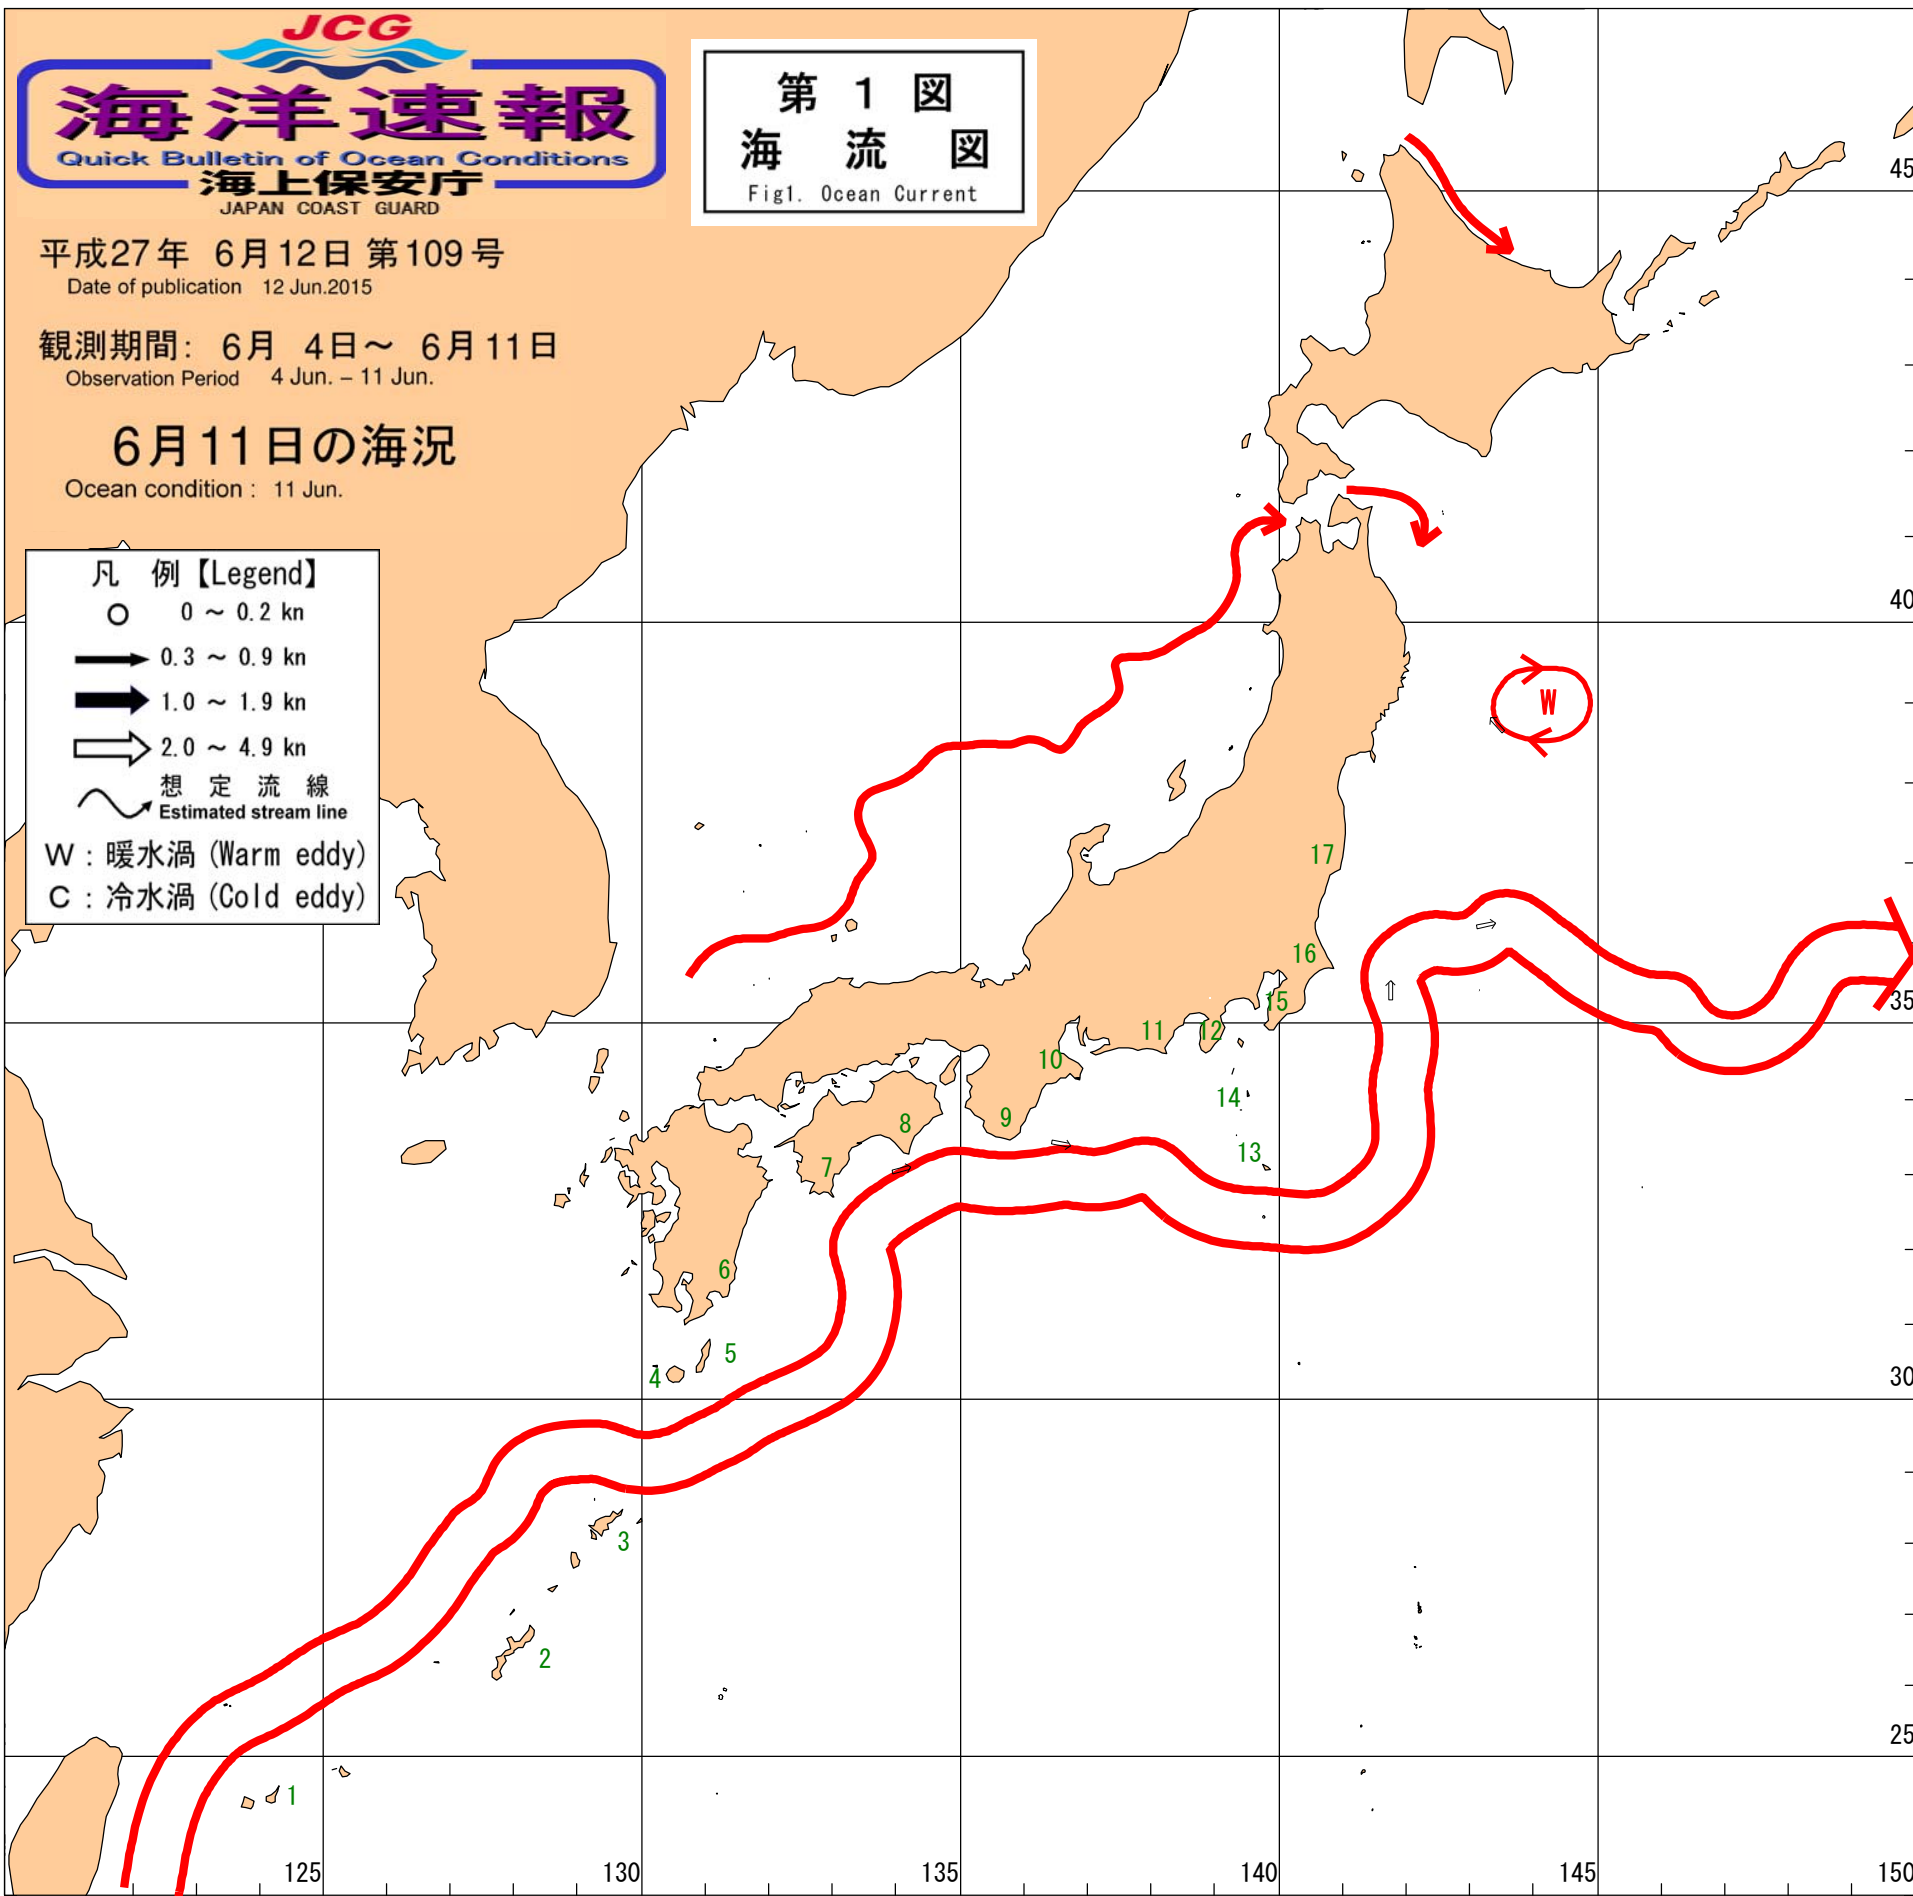 JCG
海洋速報
Quick Bulletin of Ocean Conditions
海上保安庁
JAPAN COAST GUARD
第 1 図
海 流 図
Fig1. Ocean Current
平成27年 6月12日 第109号
Date of publication 12 Jun.2015
観測期間: 6月 4日～ 6月11日
Observation Period 4 Jun. – 11 Jun.
6月11日の海況
Ocean condition : 11 Jun.
凡 例【Legend】
0 ～ 0.2 kn
0.3 ～ 0.9 kn
1.0 ～ 1.9 kn
2.0 ～ 4.9 kn
想 定 流 線
Estimated stream line
W : 暖水渦 (Warm eddy)
C : 冷水渦 (Cold eddy)
45
40
W
17
16
35
15
12
11
10
14
9
8
13
7
6
5
4
30
3
2
25
1
125
130
135
140
145
150